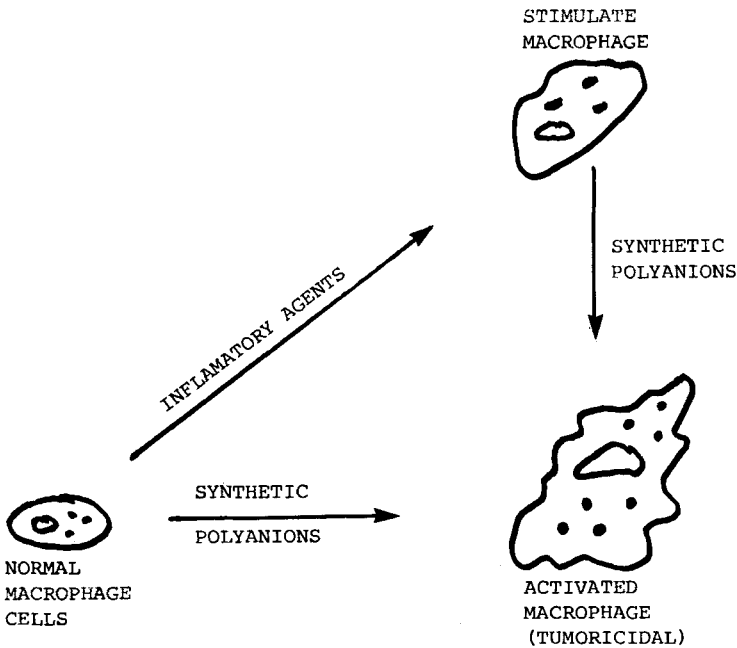 STIMULATE
MACROPHAGE
SYNTHETIC
POLYANIONS
INFLAMATORY AGENTS
SYNTHETIC
POLYANIONS
NORMAL
MACROPHAGE
CELLS
ACTIVATED
MACROPHAGE
(TUMORICIDAL)